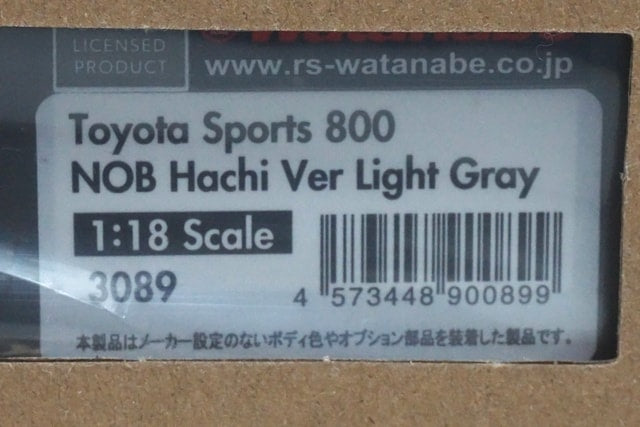 LICENSED
PRODUCT
Watanabe
www.rs-watanabe.co.jp
Toyota Sports 800
NOB Hachi Ver Light Gray
1:18 Scale
3089
4 573448 900899
本製品はメーカー設定のないボディ色やオプション部品を装着した製品です。